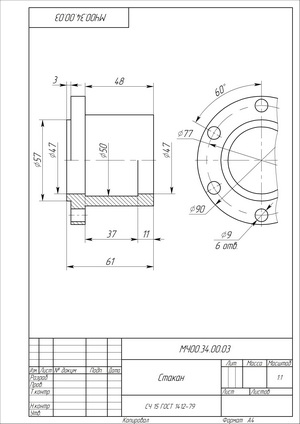 МЧ00.34.00.03
3
48
60°
⌀77
⌀57
⌀47
⌀50
⌀47
⌀90
⌀9
6 отв.
37
11
61
МЧ00.34.00.03
Стакан
Лит.
Масса
Масштаб
1:1
Изм. Лист № докум. Подп. Дата
Разраб.
Пров.
Т.контр.
Лист
Листов
Н.контр.
Утв.
СЧ 15 ГОСТ 1412-79
Копировал
Формат А4